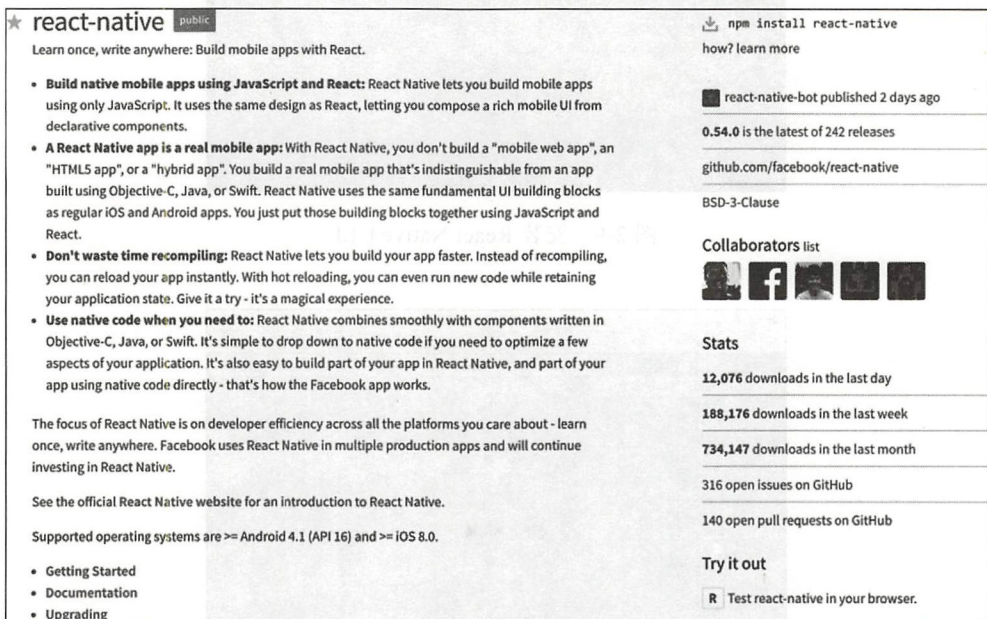 react-native public
Learn once, write anywhere: Build mobile apps with React.
• Build native mobile apps using JavaScript and React: React Native lets you build mobile apps
using only JavaScript. It uses the same design as React, letting you compose a rich mobile UI from
declarative components.
• A React Native app is a real mobile app: With React Native, you don't build a "mobile web app", an
"HTML5 app", or a "hybrid app". You build a real mobile app that's indistinguishable from an app
built using Objective-C, Java, or Swift. React Native uses the same fundamental UI building blocks
as regular iOS and Android apps. You just put those building blocks together using JavaScript and
React.
• Don't waste time recompiling: React Native lets you build your app faster. Instead of recompiling,
you can reload your app instantly. With hot reloading, you can even run new code while retaining
your application state. Give it a try - it's a magical experience.
• Use native code when you need to: React Native combines smoothly with components written in
Objective-C, Java, or Swift. It's simple to drop down to native code if you need to optimize a few
aspects of your application. It's also easy to build part of your app in React Native, and part of your
app using native code directly - that's how the Facebook app works.
The focus of React Native is on developer efficiency across all the platforms you care about - learn
once, write anywhere. Facebook uses React Native in multiple production apps and will continue
investing in React Native.
See the official React Native website for an introduction to React Native.
Supported operating systems are >= Android 4.1 (API 16) and >= iOS 8.0.
• Getting Started
• Documentation
• Upgrading
npm install react-native
how? learn more
react-native-bot published 2 days ago
0.54.0 is the latest of 242 releases
github.com/facebook/react-native
BSD-3-Clause
Collaborators list
Stats
12,076 downloads in the last day
188,176 downloads in the last week
734,147 downloads in the last month
316 open issues on GitHub
140 open pull requests on GitHub
Try it out
R Test react-native in your browser.